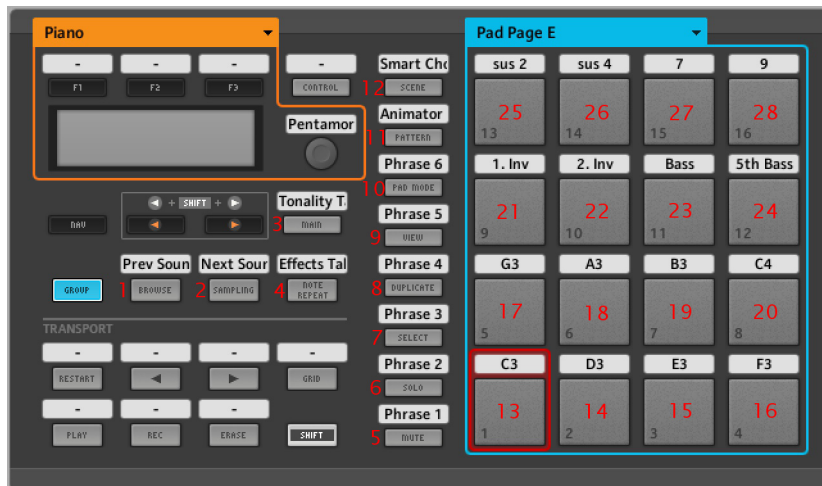 Piano
- - - -
F1 F2 F3 CONTROL
Pentamor
+ SHIFT +
NAV
Tonality T
3 MAIN
Prev Soun Next Sour Effects Tal
GROUP 1 BROWSE 2 SAMPLING 4 NOTE REPEAT
TRANSPORT
- - - -
RESTART GRID
- - -
PLAY REC ERASE SHIFT
Smart Cho
12 SCENE
Animator
11 PATTERN
Phrase 6
10 PAD MODE
Phrase 5
9 VIEW
Phrase 4
8 DUPLICATE
Phrase 3
7 SELECT
Phrase 2
6 SOLO
Phrase 1
5 MUTE
Pad Page E
sus 2 sus 4 7 9
25 26 27 28
13 14 15 16
1. Inv 2. Inv Bass 5th Bass
21 22 23 24
9 10 11 12
G3 A3 B3 C4
17 18 19 20
5 6 7 8
C3 D3 E3 F3
13 14 15 16
1 2 3 4